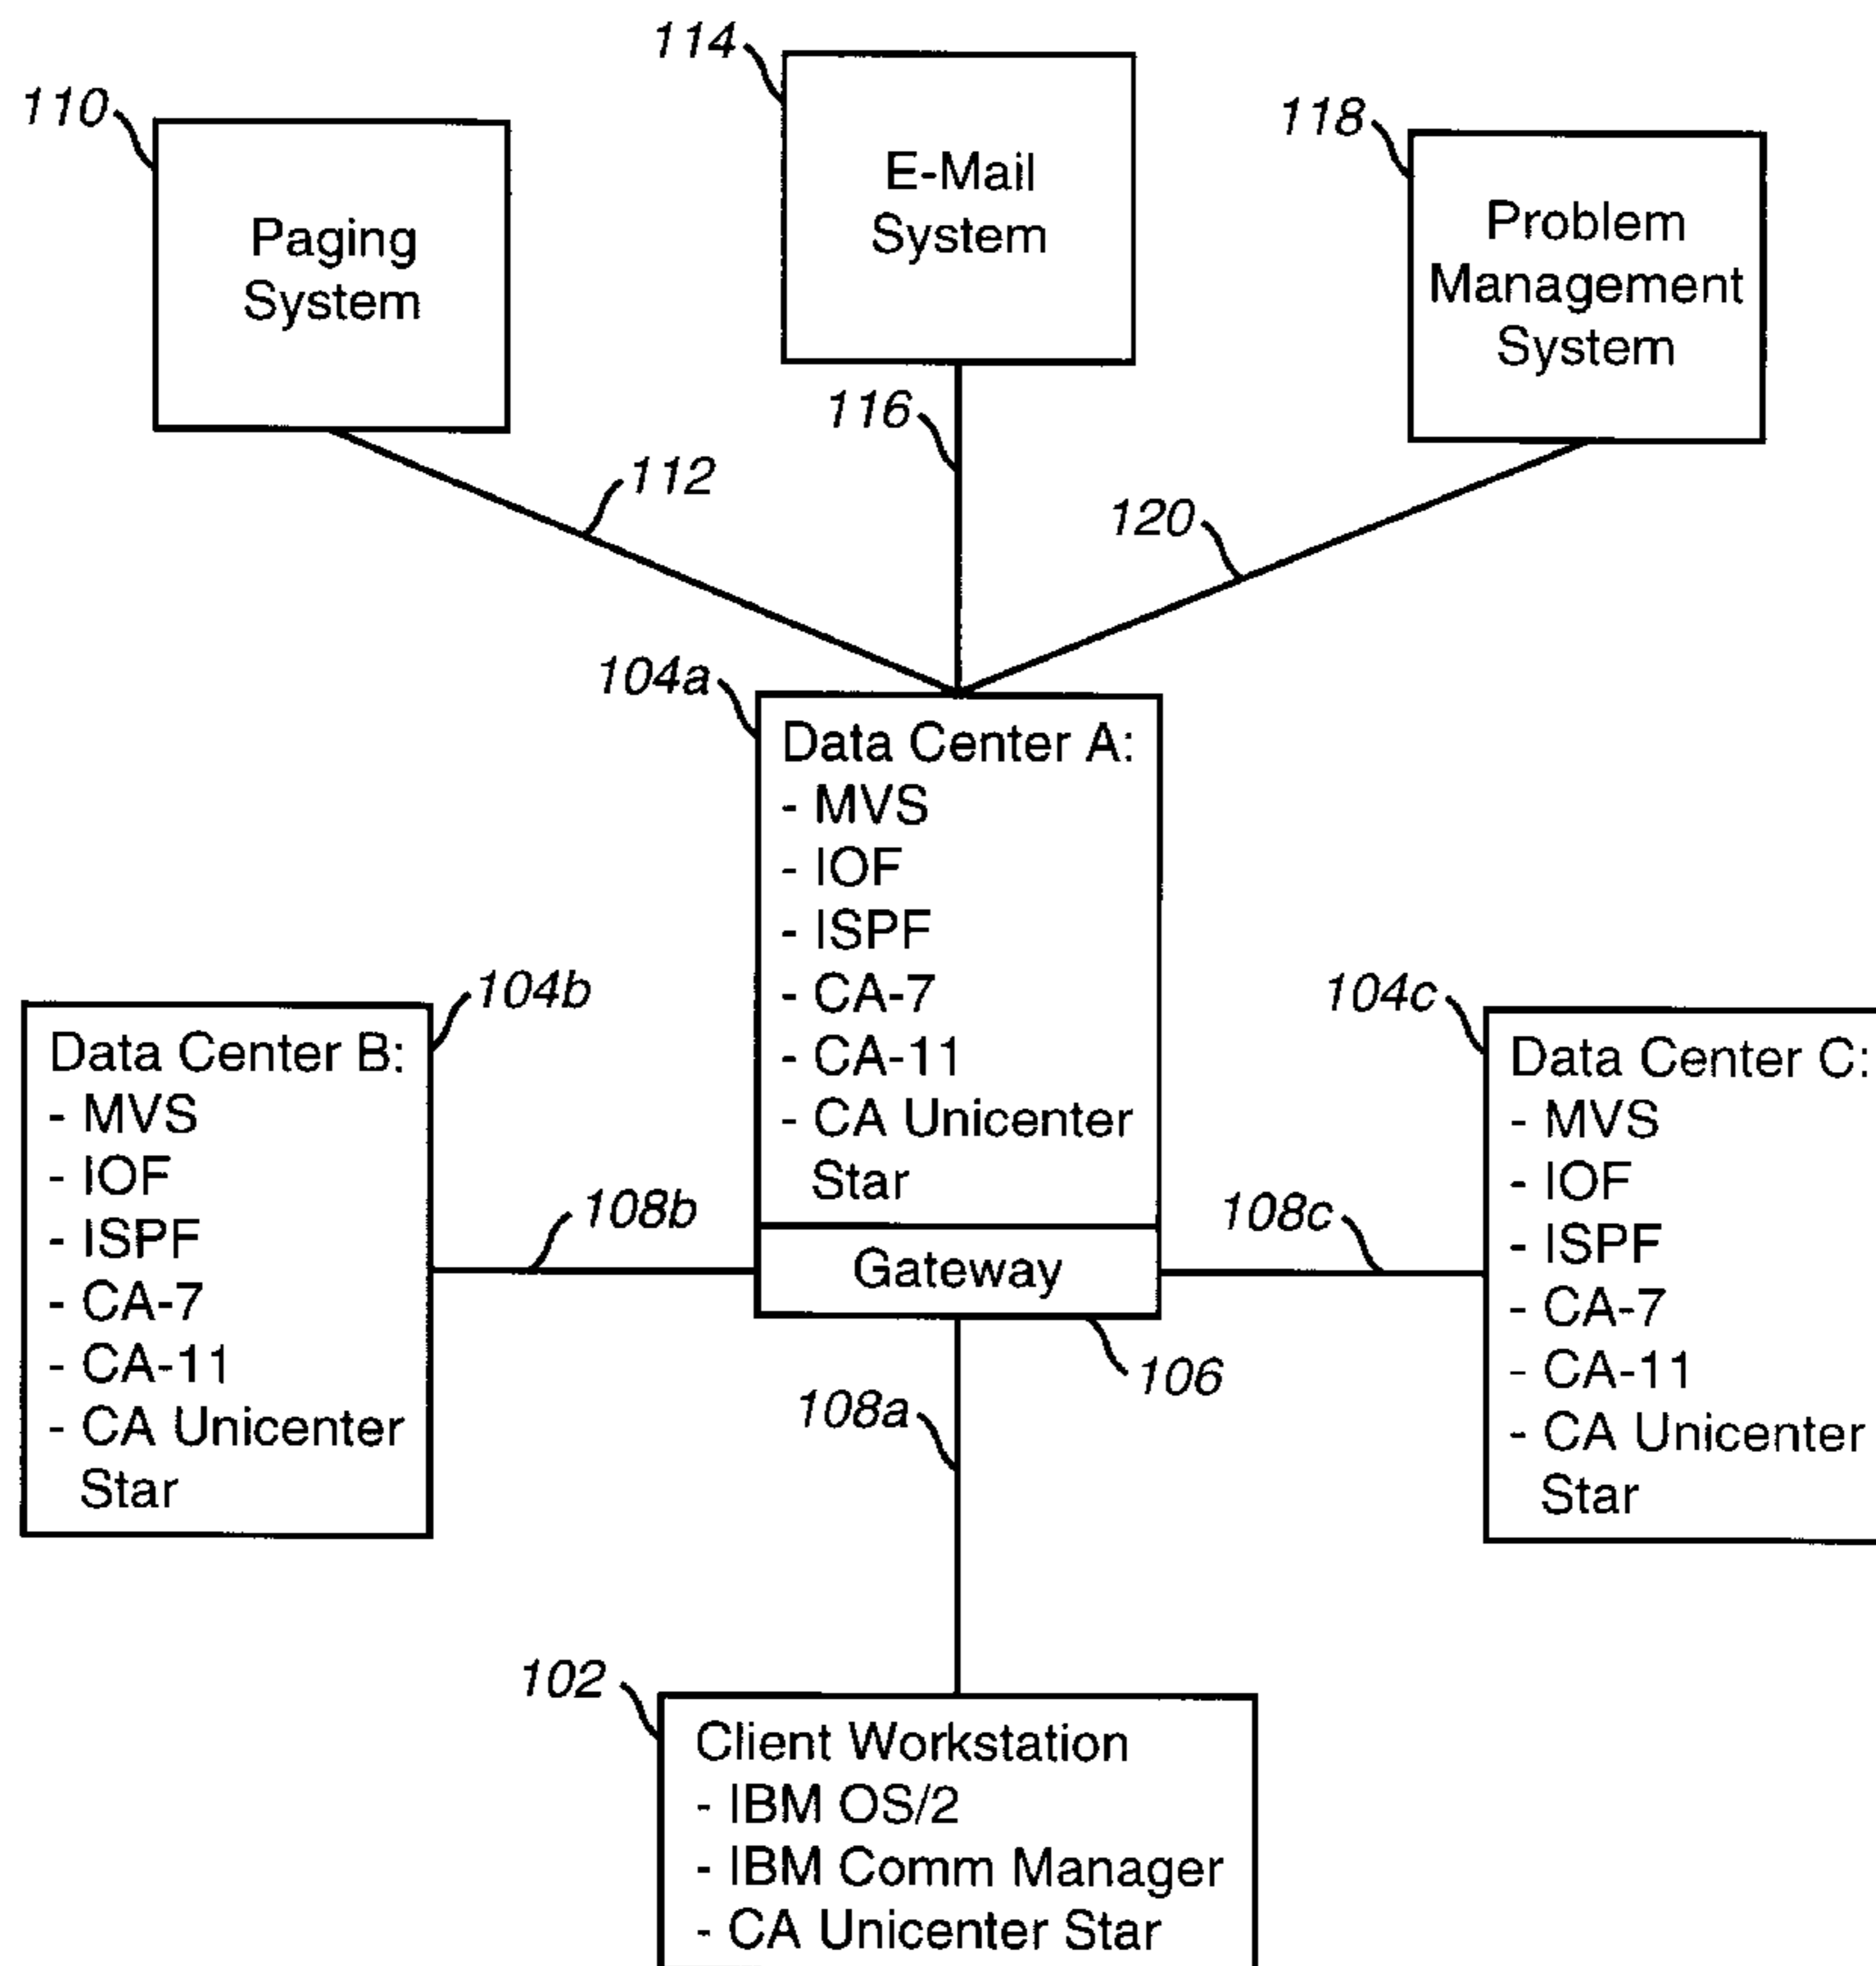 114
110
118
E-Mail
System
Paging
System
Problem
Management
System
116
112
120
104a
Data Center A:
- MVS
- IOF
- ISPF
- CA-7
- CA-11
- CA Unicenter
Star
Gateway
104b
Data Center B:
- MVS
- IOF
- ISPF
- CA-7
- CA-11
- CA Unicenter
Star
104c
Data Center C:
- MVS
- IOF
- ISPF
- CA-7
- CA-11
- CA Unicenter
Star
108b
108c
106
108a
102
Client Workstation
- IBM OS/2
- IBM Comm Manager
- CA Unicenter Star